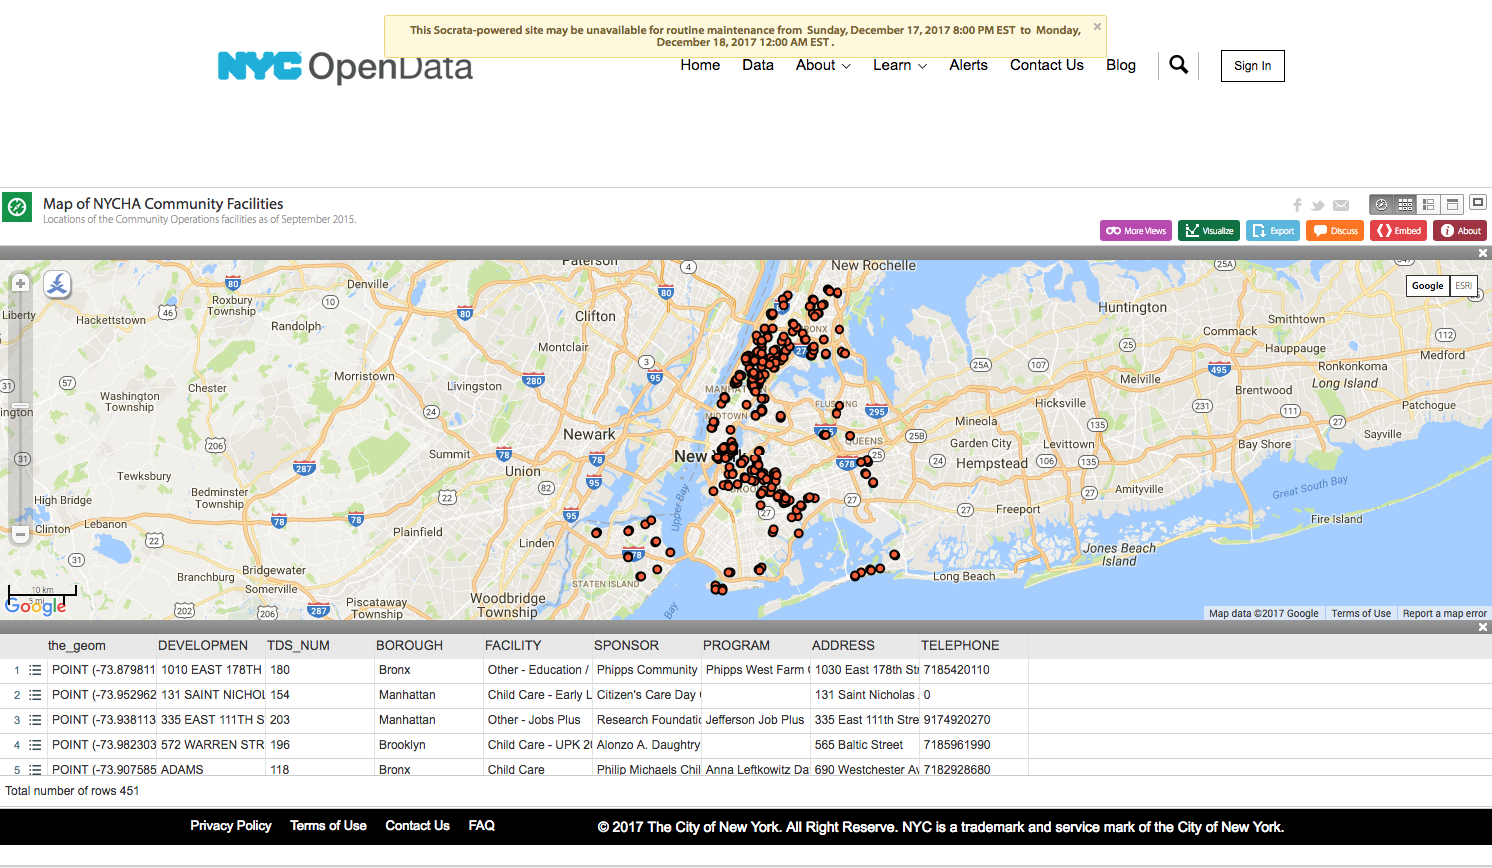 This Socrata-powered site may be unavailable for routine maintenance from Sunday, December 17, 2017 8:00 PM EST to Monday,
December 18, 2017 12:00 AM EST .
NYC OpenData
Home Data About Learn Alerts Contact Us Blog Sign In
Map of NYCHA Community Facilities
Locations of the Community Operations facilities as of September 2015.
More Views Visualize Export Discuss Embed About
Google ESRI
Paterson
New Rochelle
Denville
Roxbury
Township
Liberty
Hackettstown
Randolph
Clifton
Huntington
Smithtown
Commack
Hauppauge
Medford
Montclair
Ronkonkoma
Long Island
Morristown
Livingston
Chester
Washington
Township
Melville
Brentwood
Hicksville
Patchogue
Mineola
Newark
QUEENS
Garden City
Levittown
Bay Shore
Sayville
Summit
Union
Hempstead
Tewksbury
Bedminster
Township
High Bridge
Amityville
Great South Bay
Freeport
Fire Island
Clinton
Lebanon
Plainfield
Linden
Upper Bay
Jones Beach
Island
Bridgewater
Branchburg
Somerville
STATEN ISLAND
Long Beach
Woodbridge
Township
Piscataway
Township
Bay
10 km
5 mi
Google
Map data ©2017 Google Terms of Use Report a map error
the_geom DEVELOPMEN TDS_NUM BOROUGH FACILITY SPONSOR PROGRAM ADDRESS TELEPHONE
1 POINT (-73.879811 1010 EAST 178TH 180 Bronx Other - Education / Phipps Community Phipps West Farm 1030 East 178th St 7185420110
2 POINT (-73.952962 131 SAINT NICHOL 154 Manhattan Child Care - Early L Citizen's Care Day 131 Saint Nicholas 0
3 POINT (-73.938113 335 EAST 111TH S 203 Manhattan Other - Jobs Plus Research Foundatio Jefferson Job Plus 335 East 111th Stre 9174920270
4 POINT (-73.982303 572 WARREN STR 196 Brooklyn Child Care - UPK 20 Alonzo A. Daughtry 565 Baltic Street 7185961990
5 POINT (-73.907585 ADAMS 118 Bronx Child Care Philip Michaels Chil Anna Leftkowitz Da 690 Westchester Av 7182928680
Total number of rows 451
Privacy Policy Terms of Use Contact Us FAQ © 2017 The City of New York. All Right Reserve. NYC is a trademark and service mark of the City of New York.